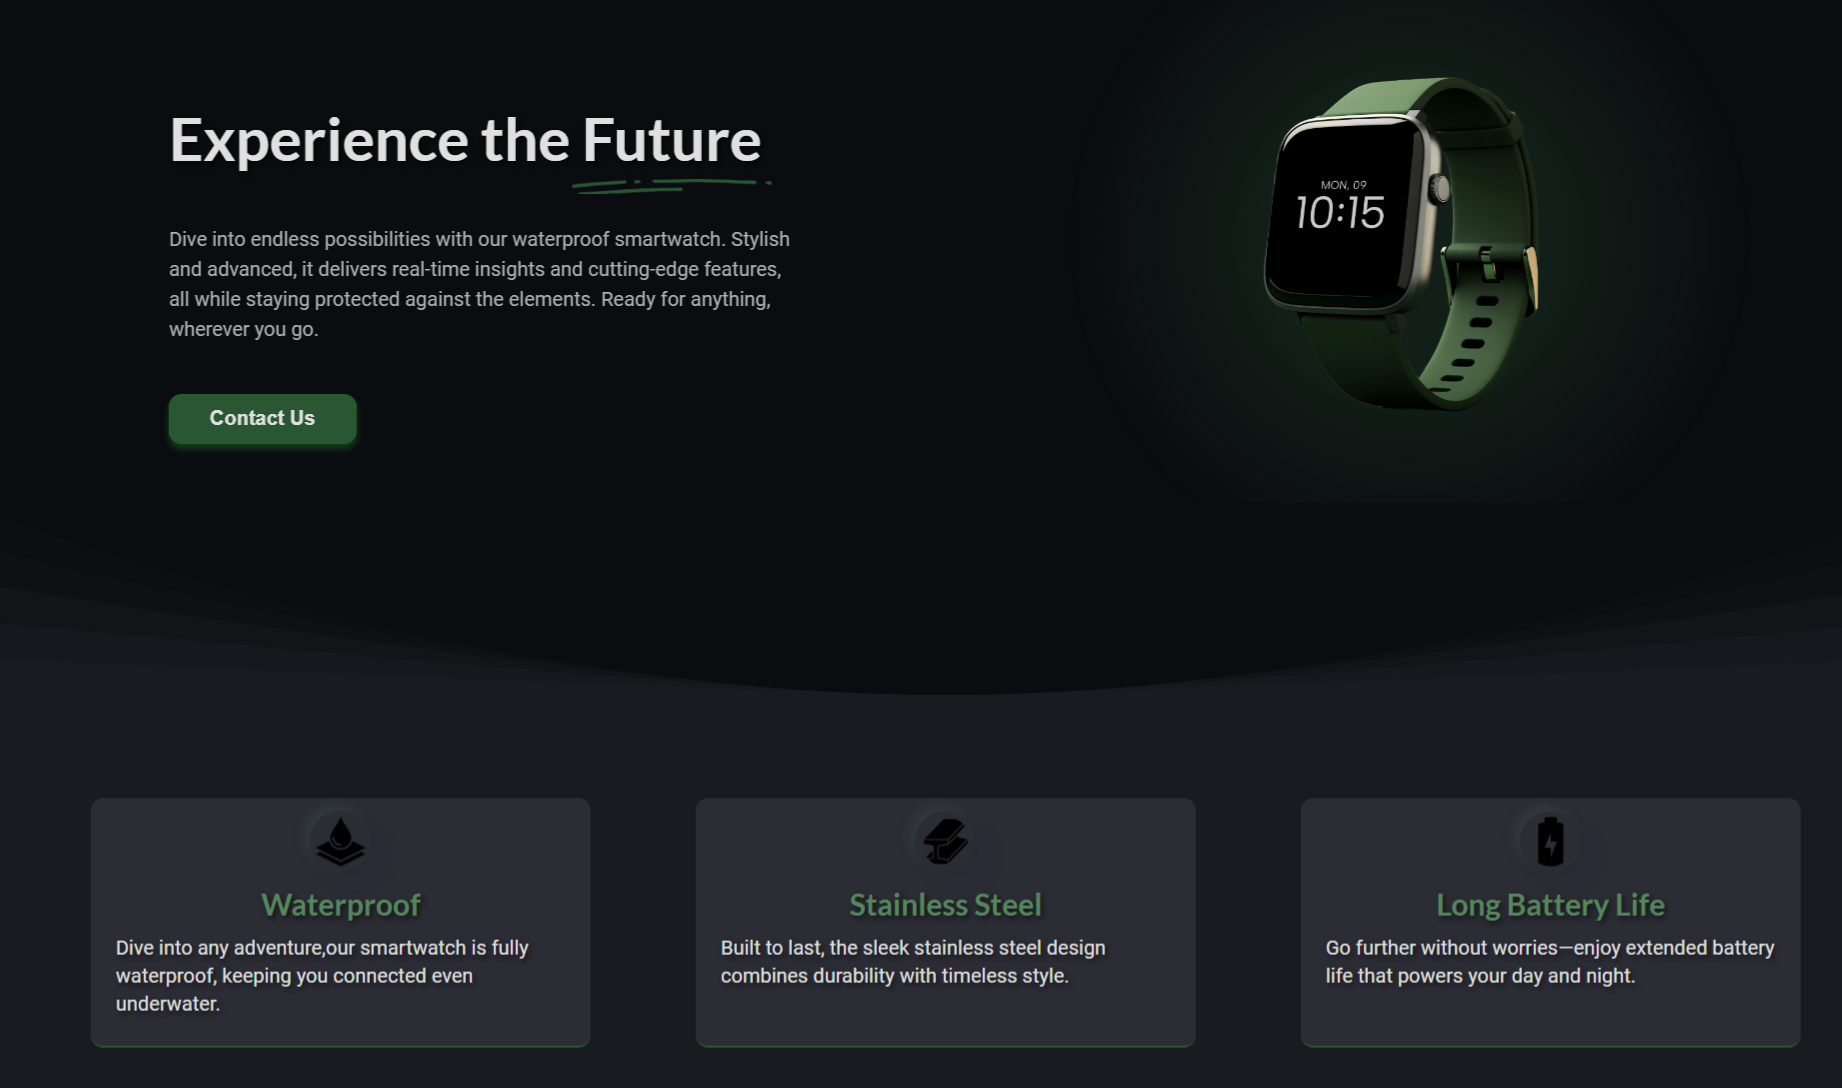 Experience the Future
Dive into endless possibilities with our waterproof smartwatch. Stylish
and advanced, it delivers real-time insights and cutting-edge features,
all while staying protected against the elements. Ready for anything,
wherever you go.
Contact Us
MON, 09
10:15
Waterproof
Dive into any adventure,our smartwatch is fully
waterproof, keeping you connected even
underwater.
Stainless Steel
Built to last, the sleek stainless steel design
combines durability with timeless style.
Long Battery Life
Go further without worries—enjoy extended battery
life that powers your day and night.